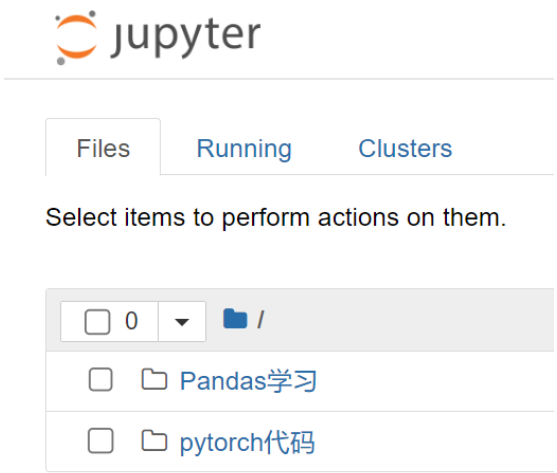 jupyter
Files Running Clusters
Select items to perform actions on them.
0 /
Pandas学习
pytorch代码